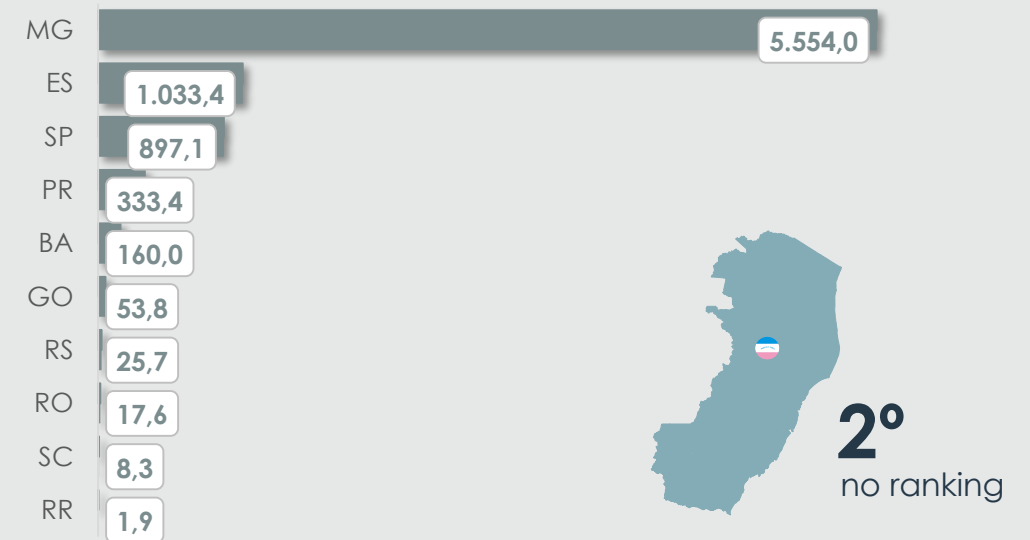 MG 5.554,0
ES 1.033,4
SP 897,1
PR 333,4
BA 160,0
GO 53,8
RS 25,7
RO 17,6
SC 8,3
RR 1,9
2º
no ranking